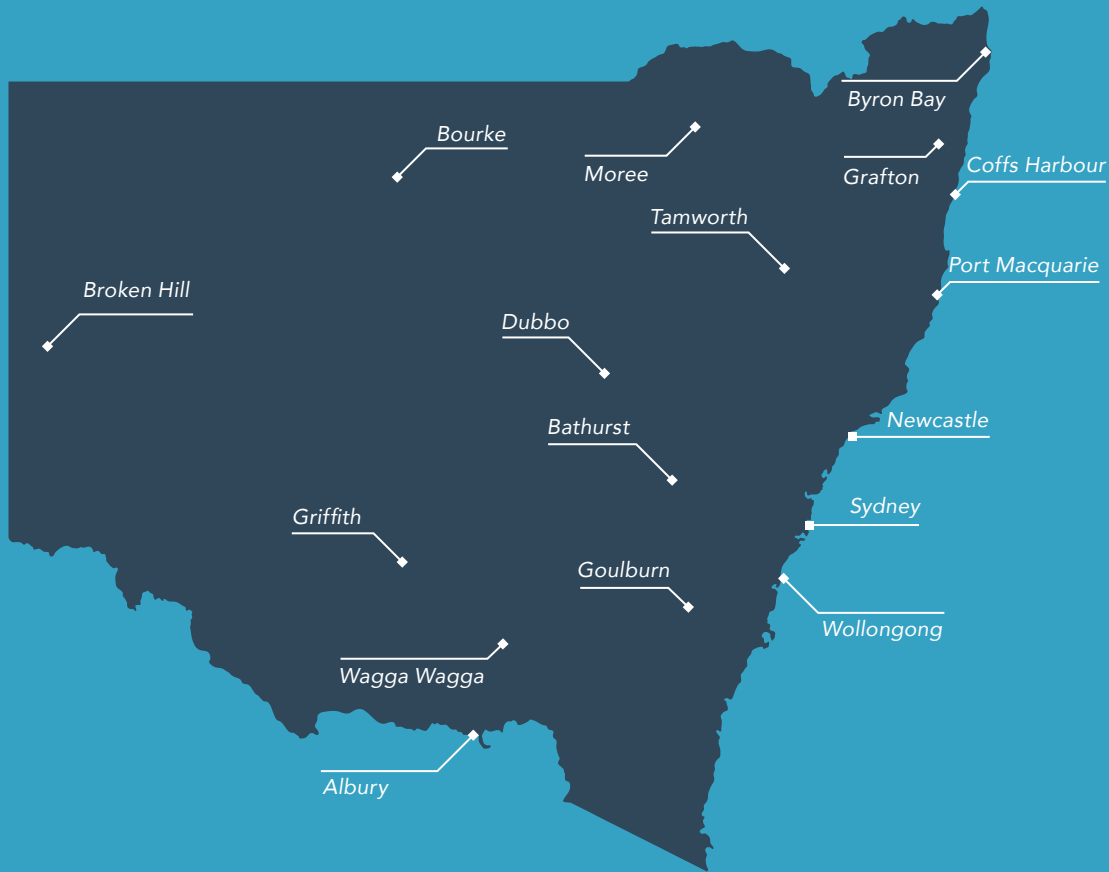 Byron Bay
Bourke
Moree
Grafton
Coffs Harbour
Tamworth
Port Macquarie
Broken Hill
Dubbo
Newcastle
Bathurst
Sydney
Griffith
Goulburn
Wollongong
Wagga Wagga
Albury